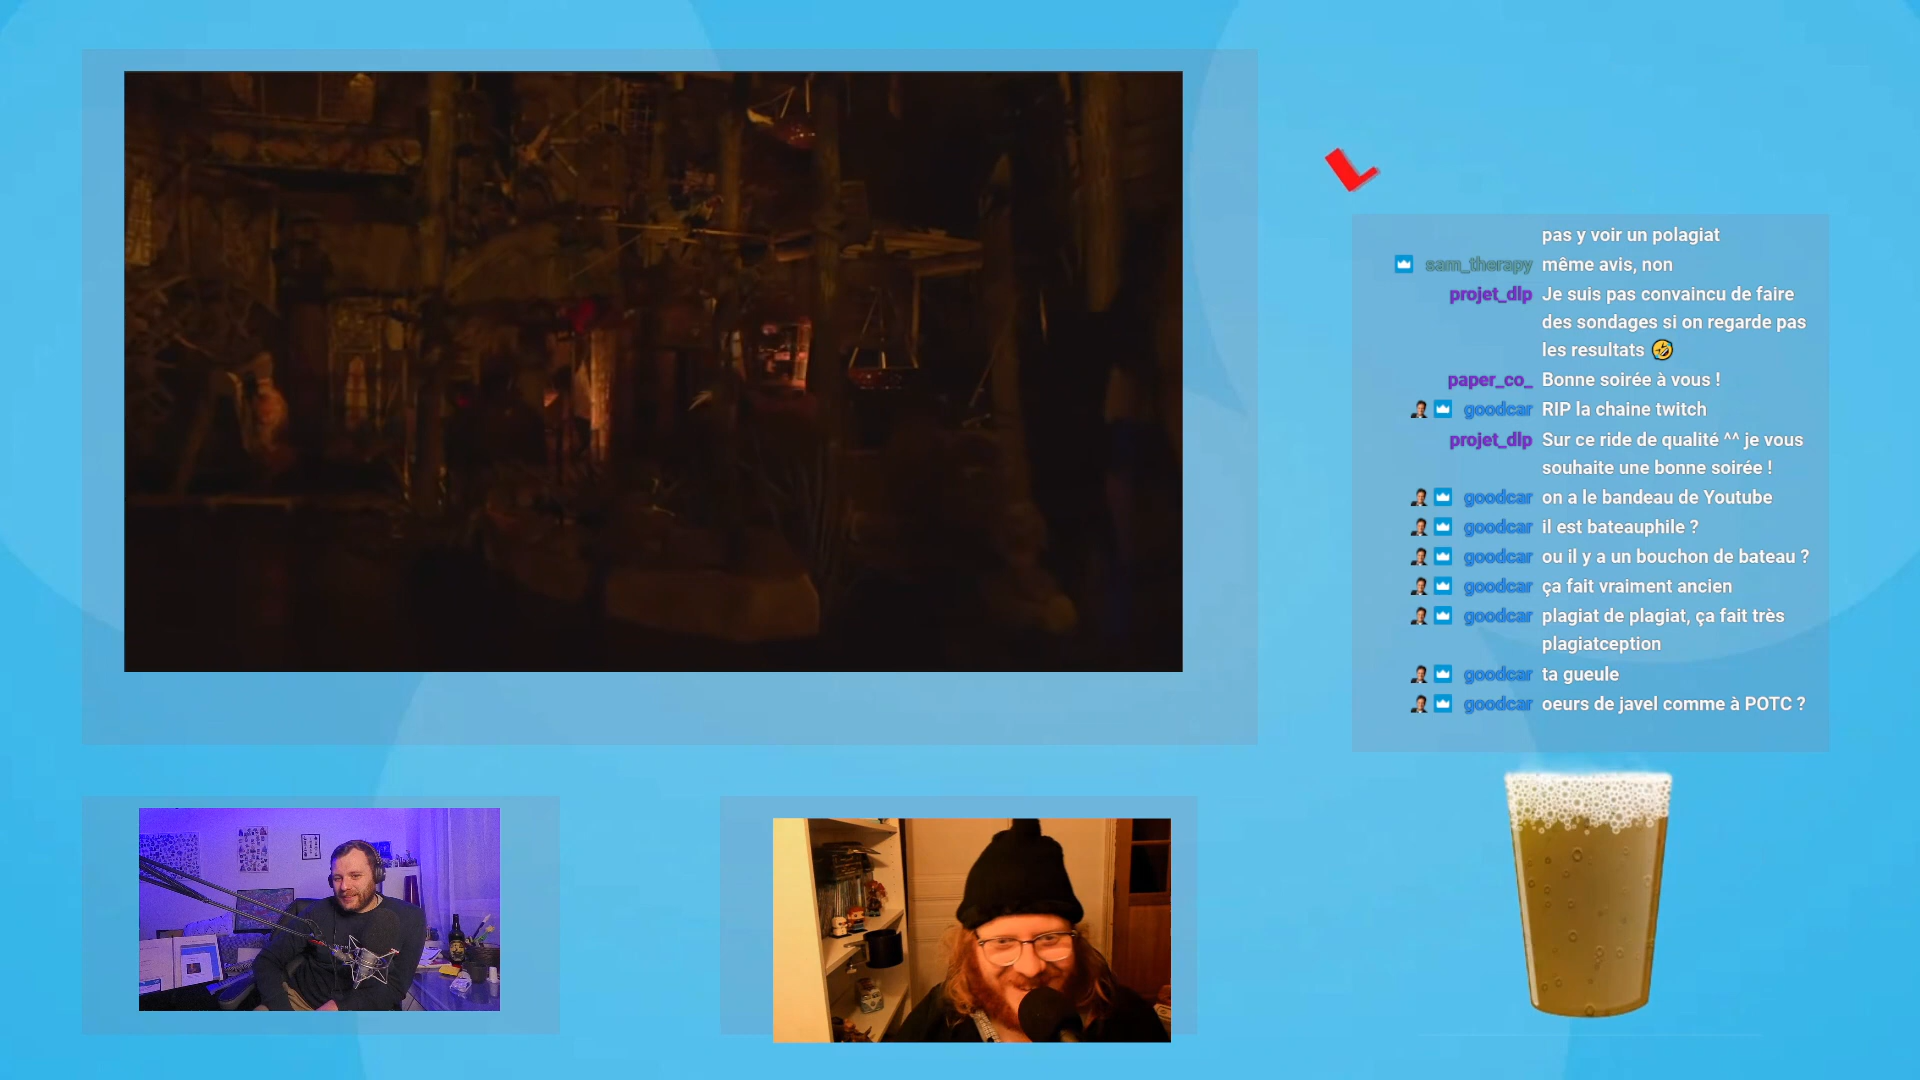 L
pas y voir un polagiat
sam_therapy même avis, non
projet_dlp Je suis pas convaincu de faire
des sondages si on regarde pas
les resultats 🤣
paper_co_ Bonne soirée à vous !
goodcar RIP la chaine twitch
projet_dlp Sur ce ride de qualité ^^ je vous
souhaite une bonne soirée !
goodcar on a le bandeau de Youtube
goodcar il est bateauphile ?
goodcar ou il y a un bouchon de bateau ?
goodcar ça fait vraiment ancien
goodcar plagiat de plagiat, ça fait très
plagiatception
goodcar ta gueule
goodcar oeurs de javel comme à POTC ?